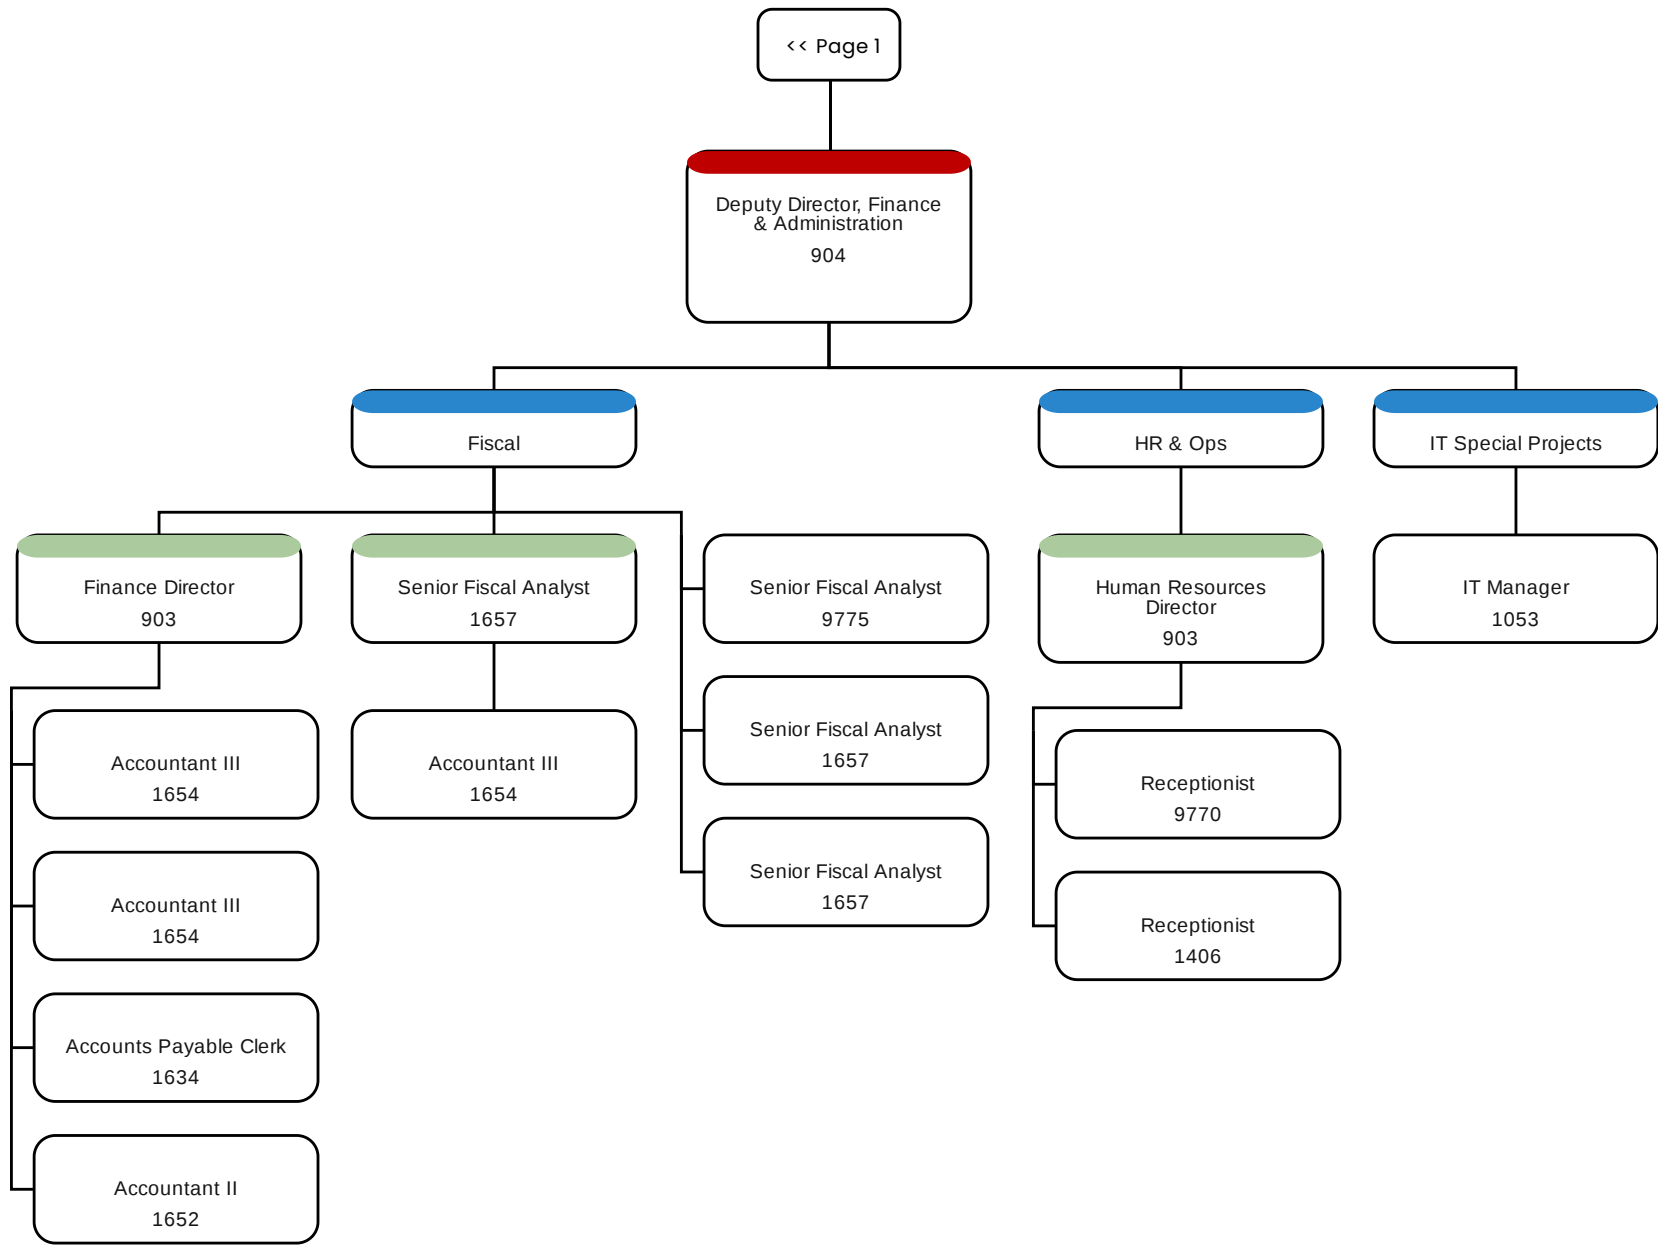 << Page 1
Deputy Director, Finance
& Administration
904
Fiscal
HR & Ops
IT Special Projects
Finance Director
903
Senior Fiscal Analyst
1657
Senior Fiscal Analyst
9775
Human Resources
Director
903
IT Manager
1053
Accountant III
1654
Accountant III
1654
Senior Fiscal Analyst
1657
Receptionist
9770
Accountant III
1654
Senior Fiscal Analyst
1657
Receptionist
1406
Accounts Payable Clerk
1634
Accountant II
1652